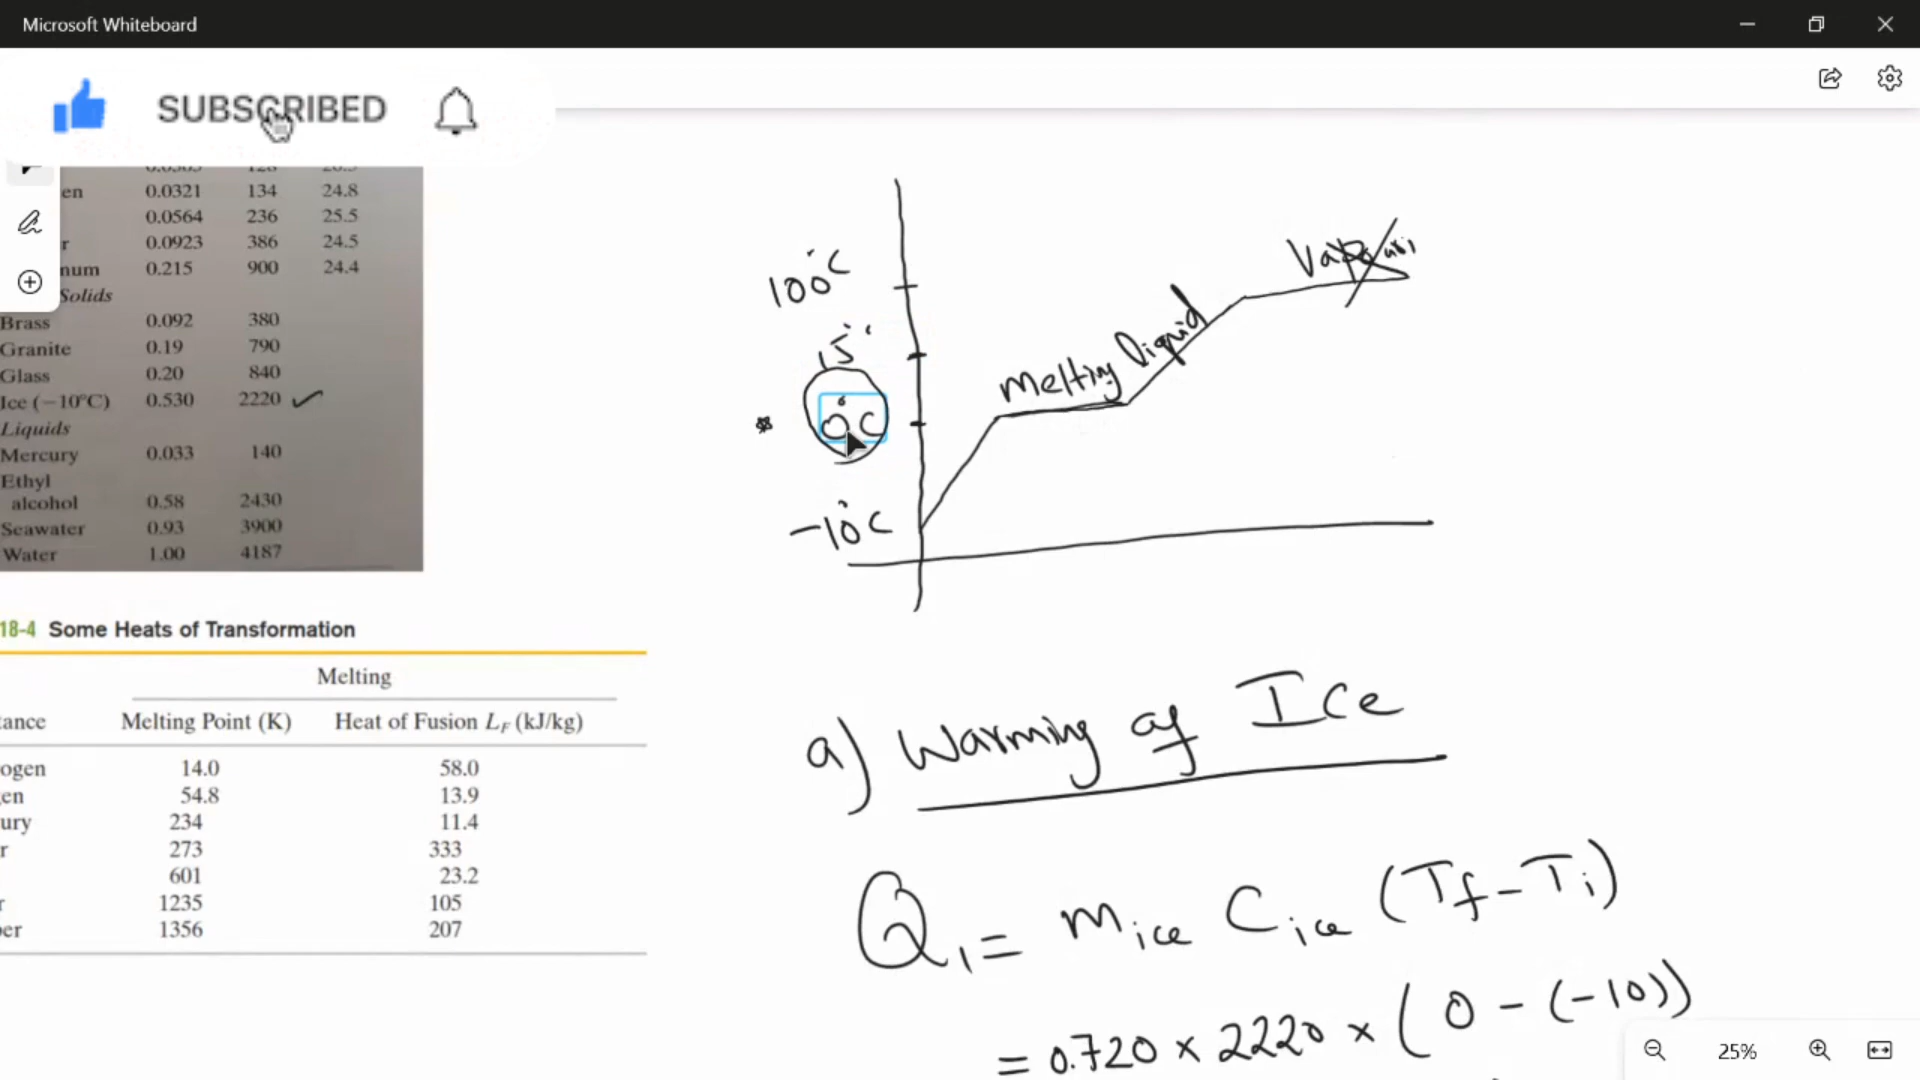 Microsoft Whiteboard
SUBSCRIBED
en 0.0321 134 24.8
0.0564 236 25.5
r 0.0923 386 24.5
num 0.215 900 24.4
Solids
Brass 0.092 380
Granite 0.19 790
Glass 0.20 840
Ice (−10°C) 0.530 2220
Liquids
Mercury 0.033 140
Ethyl
alcohol 0.58 2430
Seawater 0.93 3900
Water 1.00 4187
18-4 Some Heats of Transformation
Melting
tance Melting Point (K) Heat of Fusion L_F (kJ/kg)
ogen 14.0 58.0
en 54.8 13.9
ury 234 11.4
r 273 333
601 23.2
r 1235 105
per 1356 207
100°C
15°
0°C
-10°C
Melting
Liquid
a) Warming of Ice
Q₁ = m_ice C_ice (T_f - T_i)
= 0.720 × 2220 × (0 - (-10))
25%